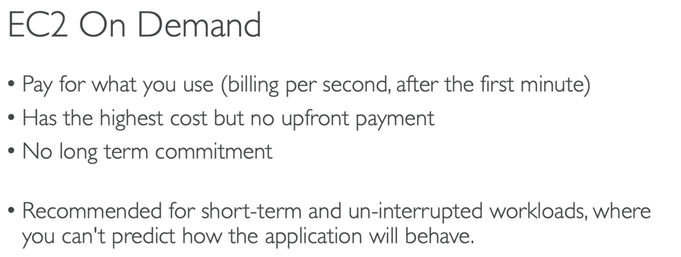 EC2 On Demand
• Pay for what you use (billing per second, after the first minute)
• Has the highest cost but no upfront payment
• No long term commitment
• Recommended for short-term and un-interrupted workloads, where
you can't predict how the application will behave.